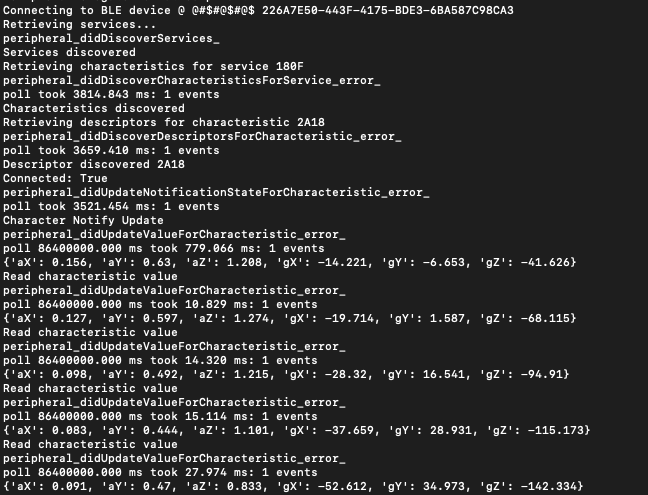 Connecting to BLE device @ @#$#@$#@$ 226A7E50-443F-4175-BDE3-6BA587C98CA3
Retrieving services...
peripheral_didDiscoverServices_
Services discovered
Retrieving characteristics for service 180F
peripheral_didDiscoverCharacteristicsForService_error_
poll took 3814.843 ms: 1 events
Characteristics discovered
Retrieving descriptors for characteristic 2A18
peripheral_didDiscoverDescriptorsForCharacteristic_error_
poll took 3659.410 ms: 1 events
Descriptor discovered 2A18
Connected: True
peripheral_didUpdateNotificationStateForCharacteristic_error_
poll took 3521.454 ms: 1 events
Character Notify Update
peripheral_didUpdateValueForCharacteristic_error_
poll 86400000.000 ms took 779.066 ms: 1 events
{'aX': 0.156, 'aY': 0.63, 'aZ': 1.208, 'gX': -14.221, 'gY': -6.653, 'gZ': -41.626}
Read characteristic value
peripheral_didUpdateValueForCharacteristic_error_
poll 86400000.000 ms took 10.829 ms: 1 events
{'aX': 0.127, 'aY': 0.597, 'aZ': 1.274, 'gX': -19.714, 'gY': 1.587, 'gZ': -68.115}
Read characteristic value
peripheral_didUpdateValueForCharacteristic_error_
poll 86400000.000 ms took 14.320 ms: 1 events
{'aX': 0.098, 'aY': 0.492, 'aZ': 1.215, 'gX': -28.32, 'gY': 16.541, 'gZ': -94.91}
Read characteristic value
peripheral_didUpdateValueForCharacteristic_error_
poll 86400000.000 ms took 15.114 ms: 1 events
{'aX': 0.083, 'aY': 0.444, 'aZ': 1.101, 'gX': -37.659, 'gY': 28.931, 'gZ': -115.173}
Read characteristic value
peripheral_didUpdateValueForCharacteristic_error_
poll 86400000.000 ms took 27.974 ms: 1 events
{'aX': 0.091, 'aY': 0.47, 'aZ': 0.833, 'gX': -52.612, 'gY': 34.973, 'gZ': -142.334}